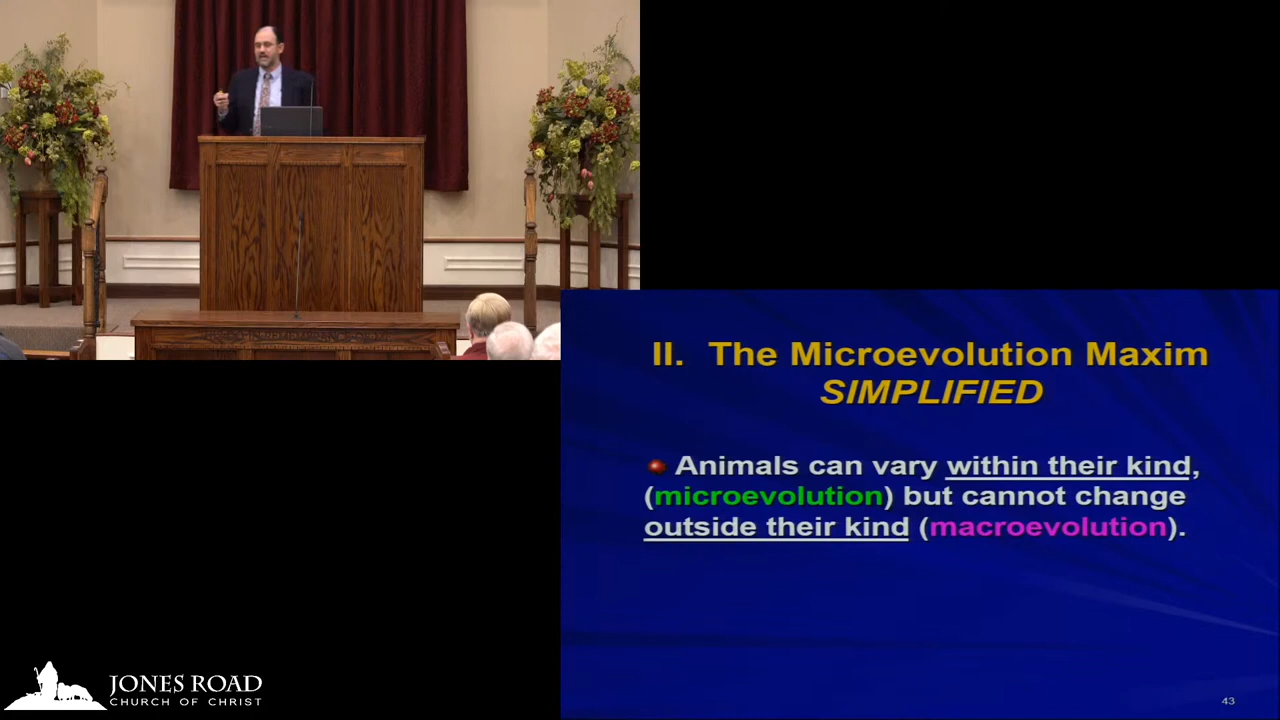 II. The Microevolution Maxim
SIMPLIFIED
Animals can vary within their kind,
(microevolution) but cannot change
outside their kind (macroevolution).
43
JONES ROAD
CHURCH OF CHRIST